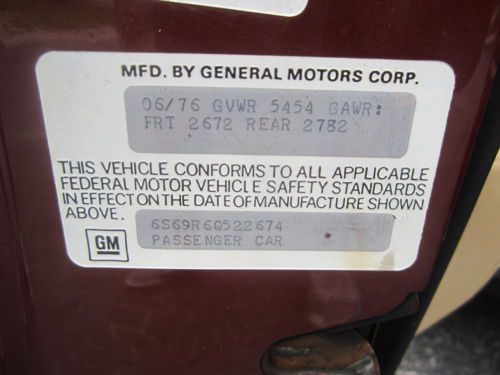 MFD. BY GENERAL MOTORS CORP.
06/76 GVWR 5454 GAWR:
FRT 2672 REAR 2782
THIS VEHICLE CONFORMS TO ALL APPLICABLE
FEDERAL MOTOR VEHICLE SAFETY STANDARDS
IN EFFECT ON THE DATE OF MANUFACTURE SHOWN
ABOVE.
6S69R6Q522674
PASSENGER CAR
GM